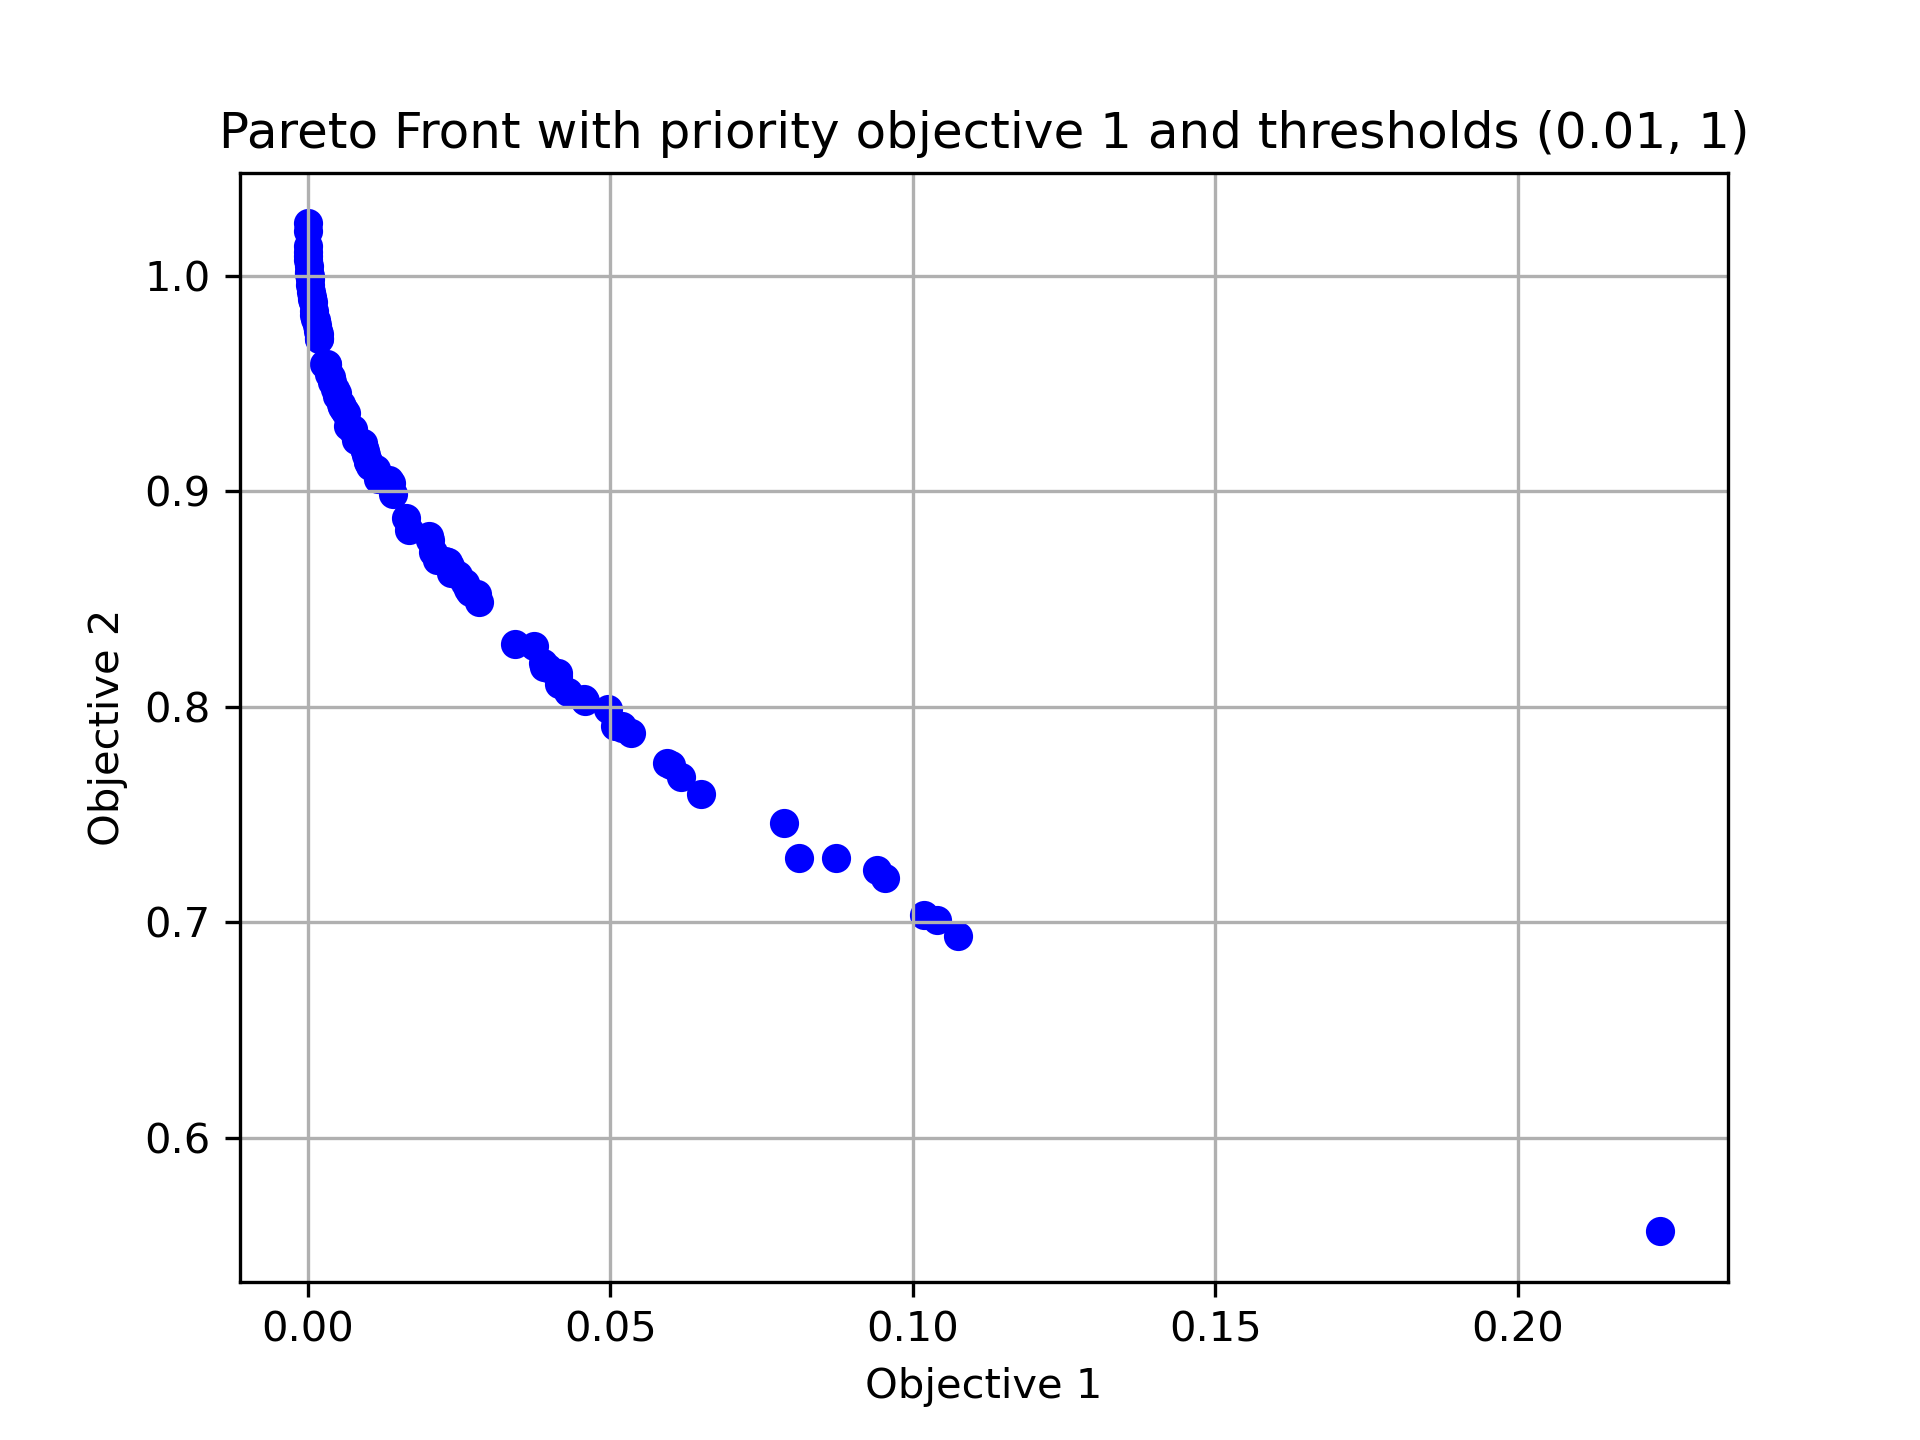 Pareto Front with priority objective 1 and thresholds (0.01, 1)
1.0
0.9
0.8
0.7
0.6
Objective 2
0.00 0.05 0.10 0.15 0.20
Objective 1